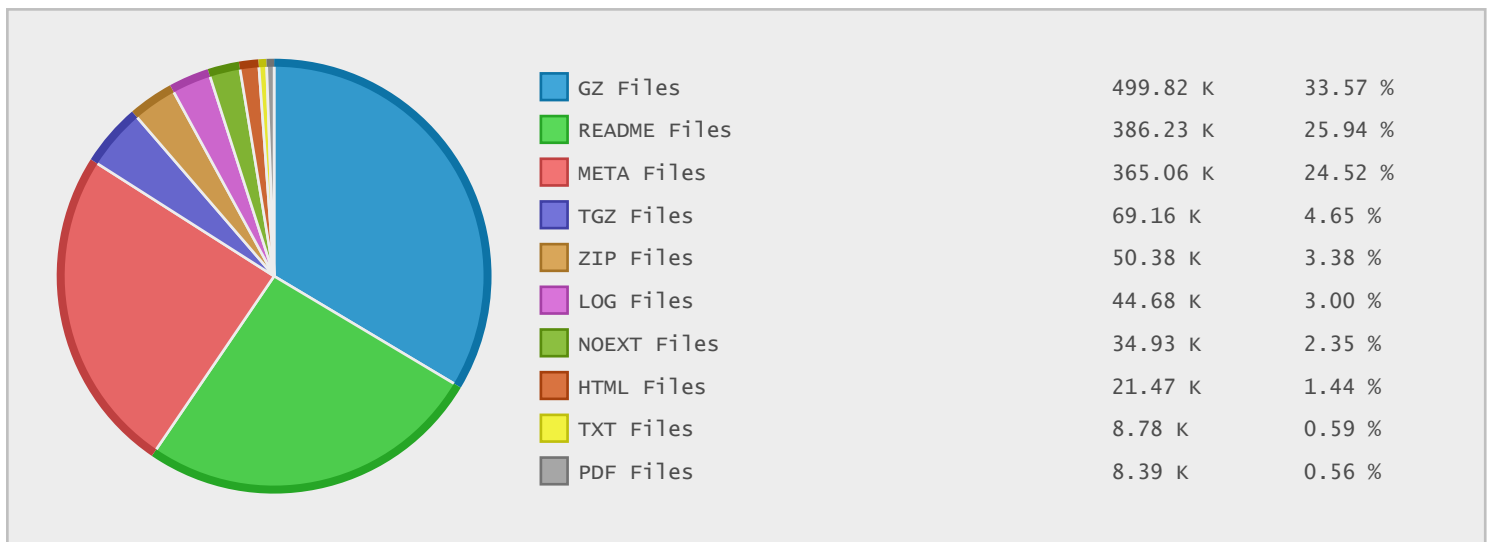 GZ Files 499.82 K 33.57 %
README Files 386.23 K 25.94 %
META Files 365.06 K 24.52 %
TGZ Files 69.16 K 4.65 %
ZIP Files 50.38 K 3.38 %
LOG Files 44.68 K 3.00 %
NOEXT Files 34.93 K 2.35 %
HTML Files 21.47 K 1.44 %
TXT Files 8.78 K 0.59 %
PDF Files 8.39 K 0.56 %